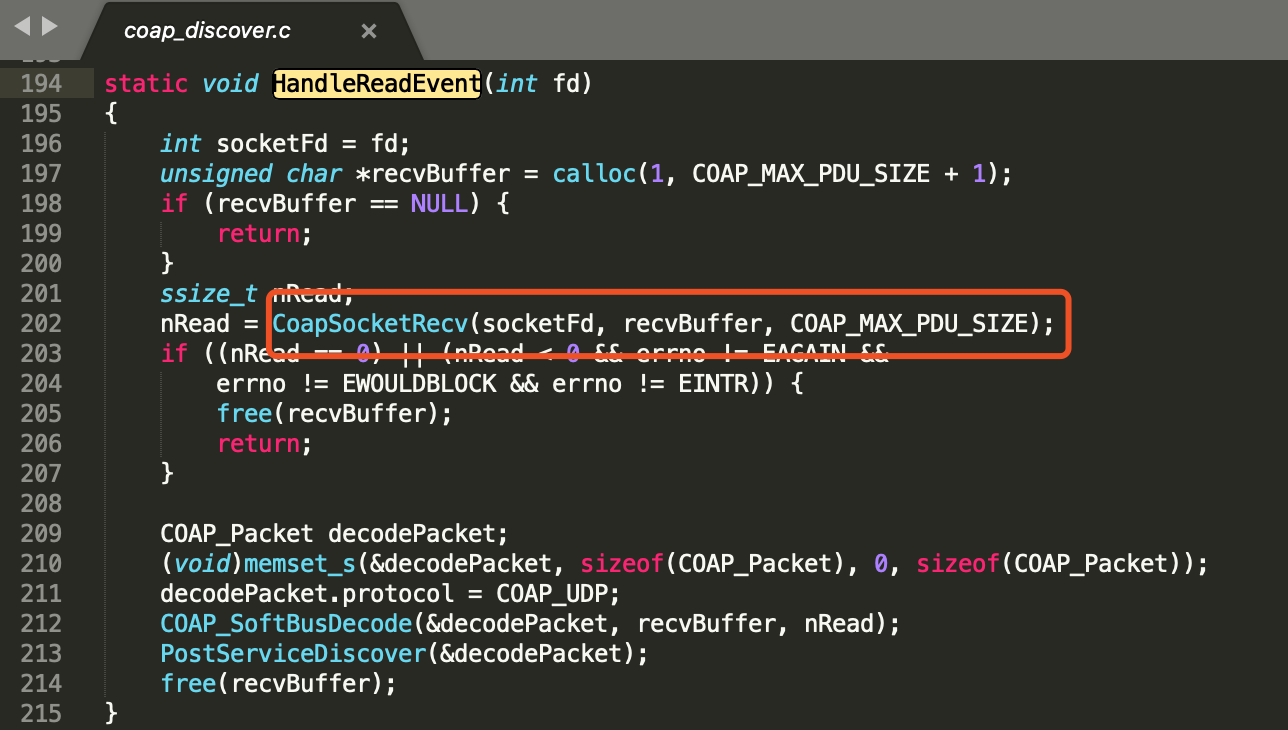 coap_discover.c ×
193
194 static void HandleReadEvent(int fd)
195 {
196 int socketFd = fd;
197 unsigned char *recvBuffer = calloc(1, COAP_MAX_PDU_SIZE + 1);
198 if (recvBuffer == NULL) {
199 return;
200 }
201 ssize_t nRead;
202 nRead = CoapSocketRecv(socketFd, recvBuffer, COAP_MAX_PDU_SIZE);
203 if ((nRead == 0) || (nRead < 0 && errno != EAGAIN &&
204 errno != EWOULDBLOCK && errno != EINTR)) {
205 free(recvBuffer);
206 return;
207 }
208
209 COAP_Packet decodePacket;
210 (void)memset_s(&decodePacket, sizeof(COAP_Packet), 0, sizeof(COAP_Packet));
211 decodePacket.protocol = COAP_UDP;
212 COAP_SoftBusDecode(&decodePacket, recvBuffer, nRead);
213 PostServiceDiscover(&decodePacket);
214 free(recvBuffer);
215 }